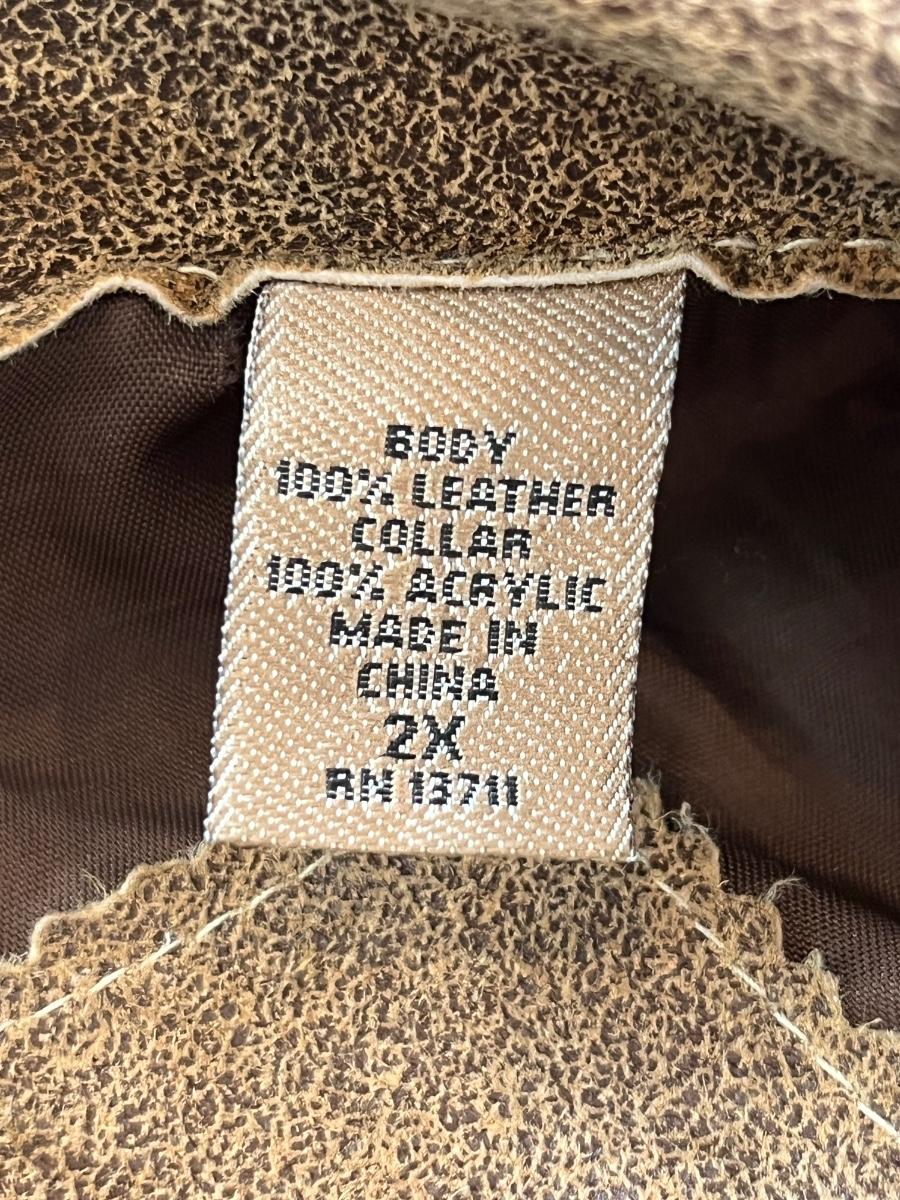 BODY
100% LEATHER
COLLAR
100% ACRYLIC
MADE IN
CHINA
2X
RN 13711